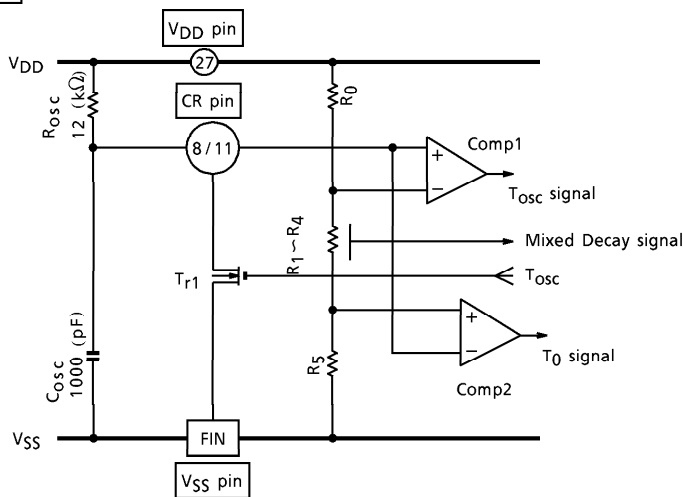 VDD pin
VDD
27
CR pin
Rosc
12 (kΩ)
R0
8 / 11
Comp1
+
−
Tosc signal
R1 ~ R4
Mixed Decay signal
Tr1
Tosc
+
−
T0 signal
Cosc
1000 (pF)
R5
Comp2
VSS
FIN
VSS pin